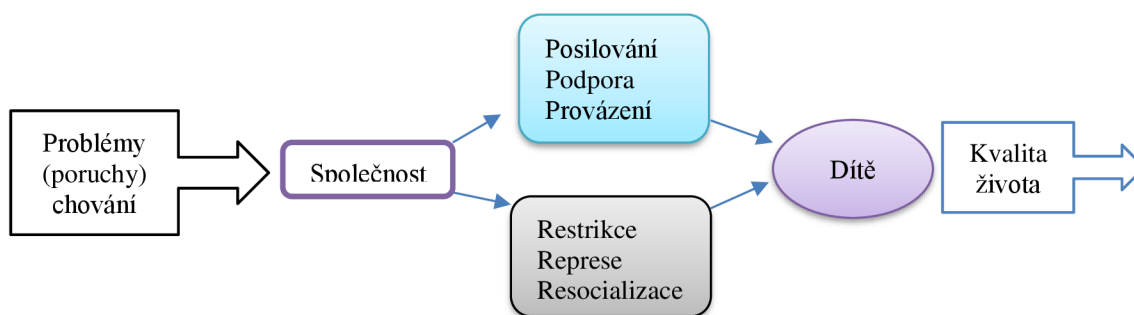 Problémy
(poruchy)
chování
Společnost
Posilování
Podpora
Provázení
Restrikce
Represe
Resocializace
Dítě
Kvalita
života